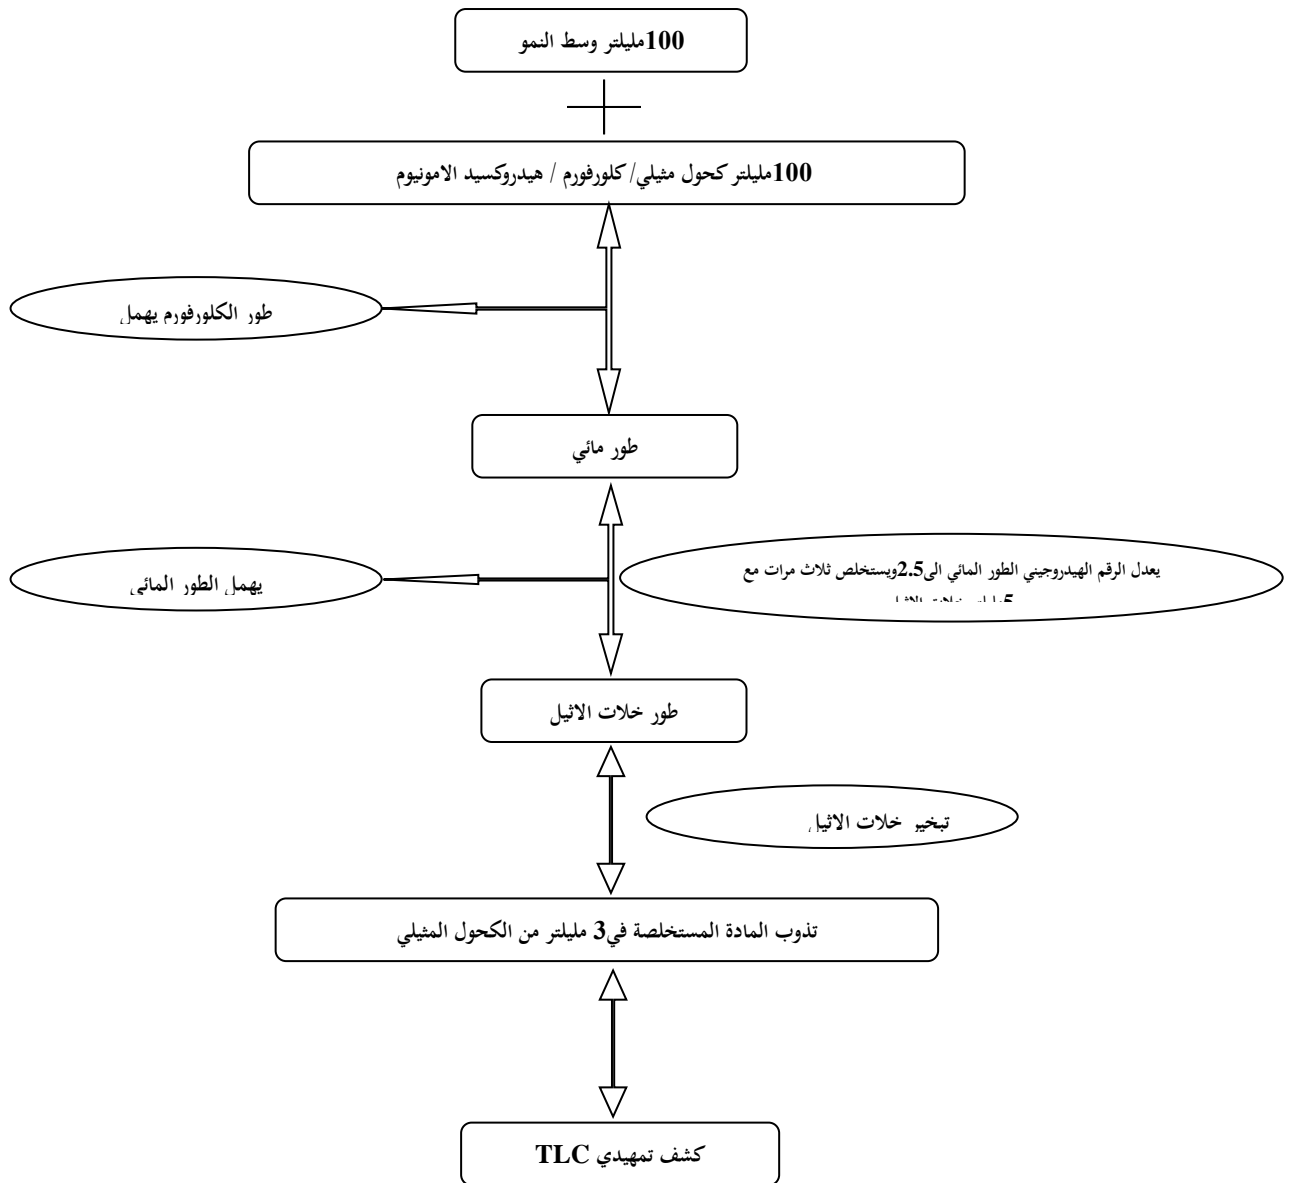 100مليلتر وسط النمو
100مليلتر كحول مثيلي/ كلورفورم / هيدروكسيد الامونيوم
طور الكلورفورم يهمل
طور مائي
يعدل الرقم الهيدروجيني الطور المائي الى2.5ويستخلص ثلاث مرات مع
يهمل الطور المائي
طور خلات الاثيل
تبخير خلات الاثيل
تذوب المادة المستخلصة في3 مليلتر من الكحول المثيلي
كشف تمهيدي TLC